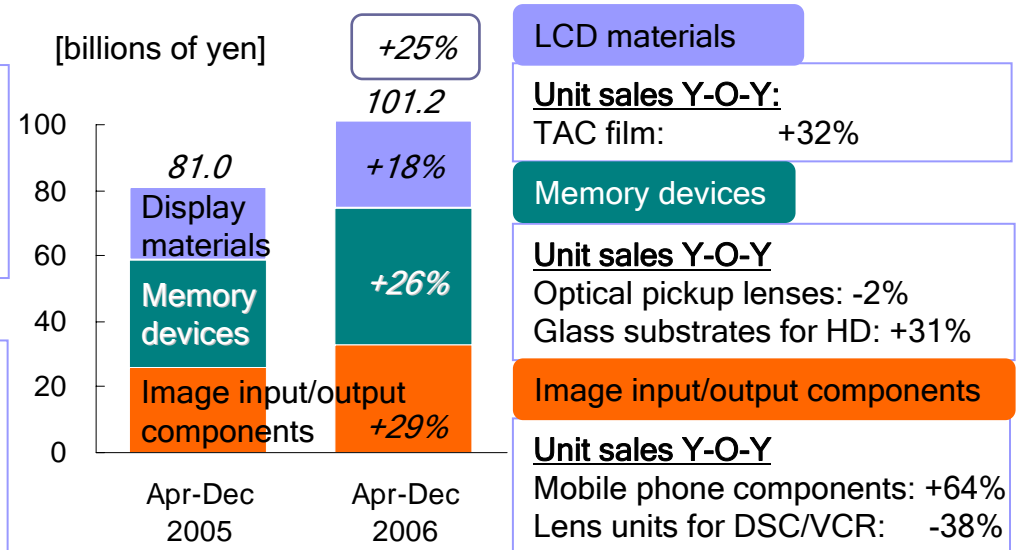 [billions of yen]
+25%
101.2
81.0
100
80
60
40
20
0
Display
materials
Memory
devices
Image input/output
components
+18%
+26%
+29%
Apr-Dec
2005
Apr-Dec
2006
LCD materials
Unit sales Y-O-Y:
TAC film: +32%
Memory devices
Unit sales Y-O-Y
Optical pickup lenses: -2%
Glass substrates for HD: +31%
Image input/output components
Unit sales Y-O-Y
Mobile phone components: +64%
Lens units for DSC/VCR: -38%